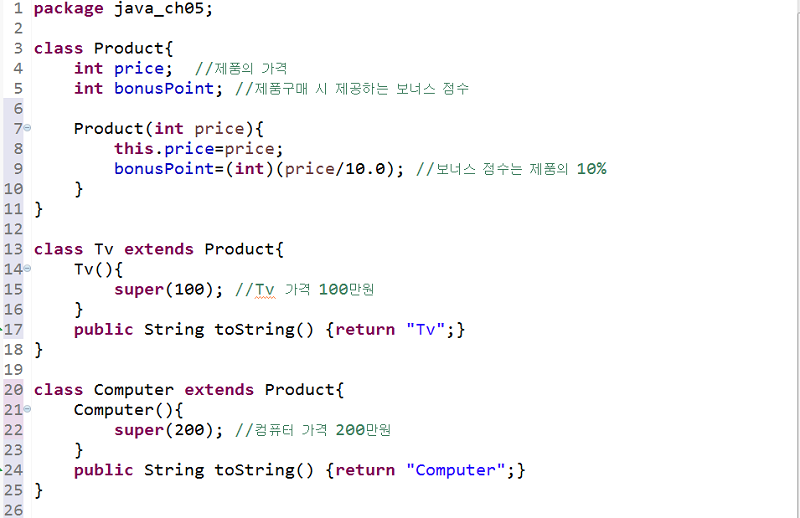 1 package java_ch05;
2
3 class Product{
4     int price;  //제품의 가격
5     int bonusPoint; //제품구매 시 제공하는 보너스 점수
6
7     Product(int price){
8         this.price=price;
9         bonusPoint=(int)(price/10.0); //보너스 점수는 제품의 10%
10     }
11 }
12
13 class Tv extends Product{
14     Tv(){
15         super(100); //Tv 가격 100만원
16     }
17     public String toString() {return "Tv";}
18 }
19
20 class Computer extends Product{
21     Computer(){
22         super(200); //컴퓨터 가격 200만원
23     }
24     public String toString() {return "Computer";}
25 }
26